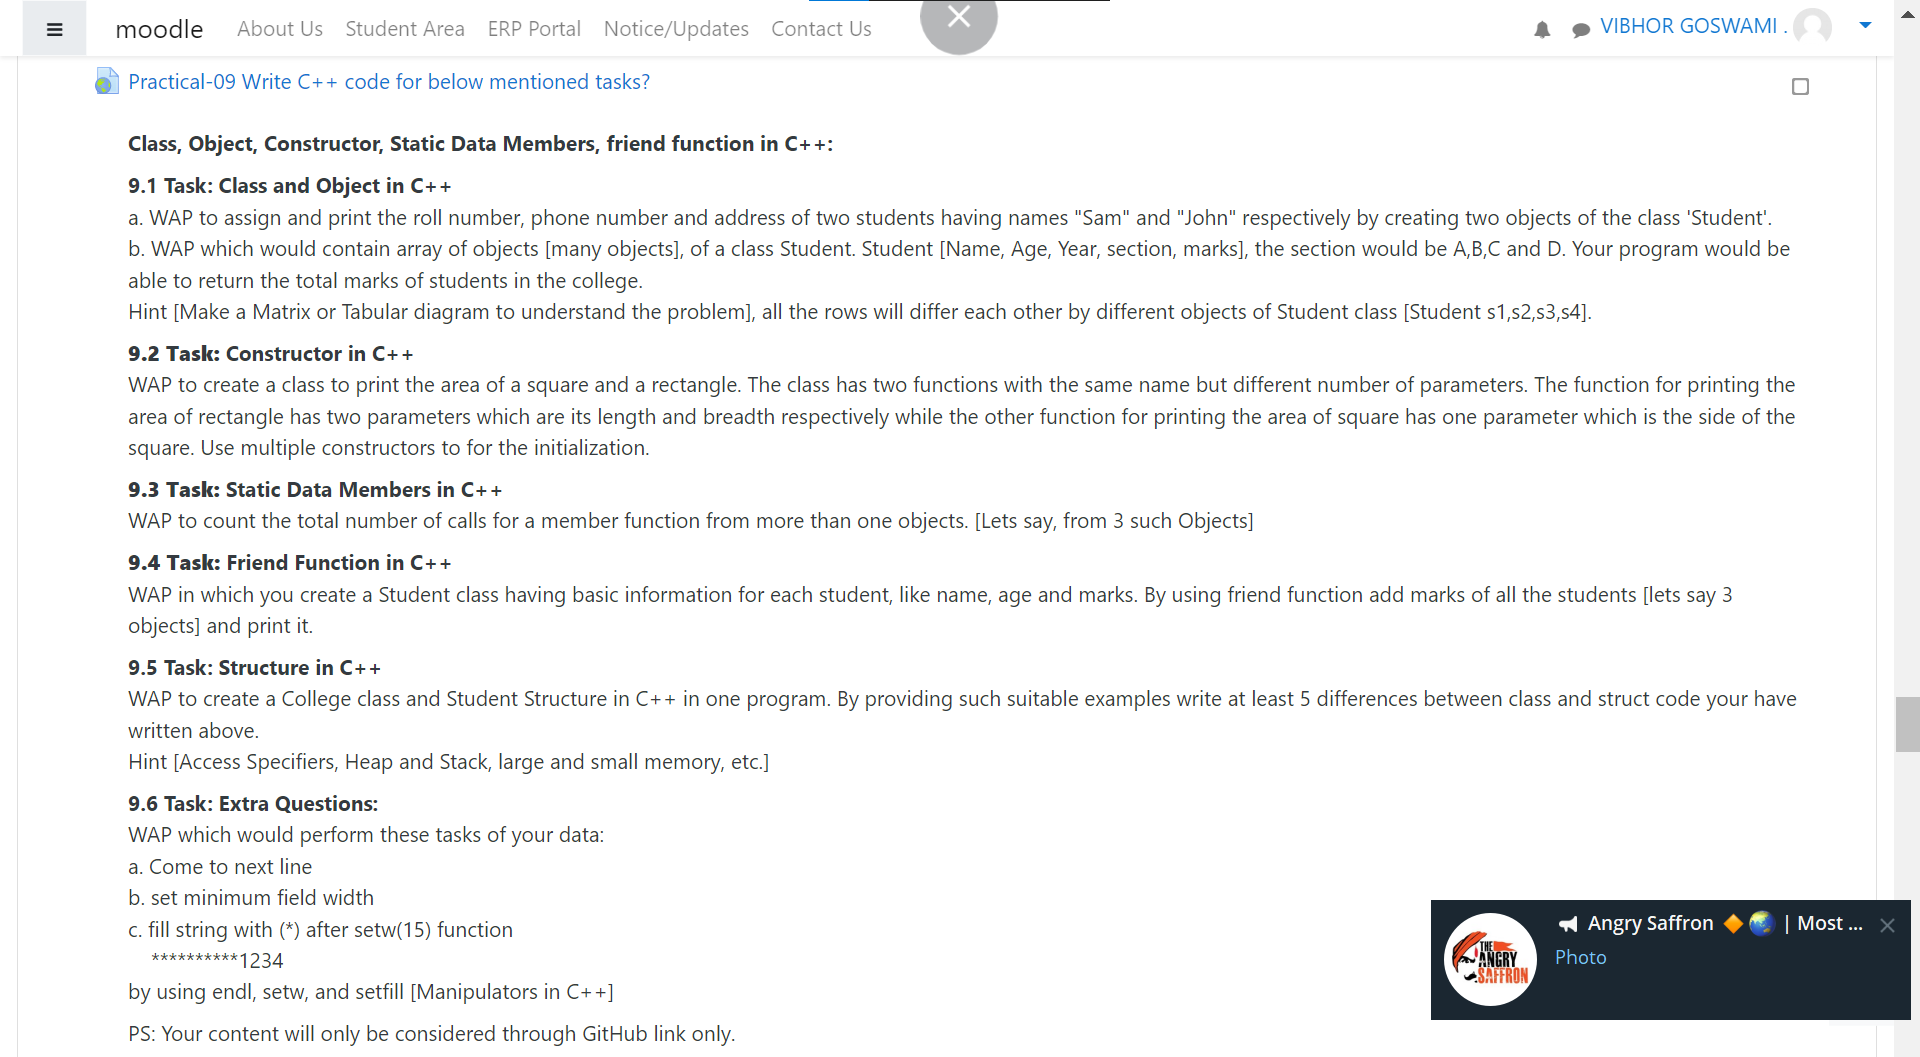 moodle About Us Student Area ERP Portal Notice/Updates Contact Us VIBHOR GOSWAMI .
Practical-09 Write C++ code for below mentioned tasks?
Class, Object, Constructor, Static Data Members, friend function in C++:
9.1 Task: Class and Object in C++
a. WAP to assign and print the roll number, phone number and address of two students having names "Sam" and "John" respectively by creating two objects of the class 'Student'.
b. WAP which would contain array of objects [many objects], of a class Student. Student [Name, Age, Year, section, marks], the section would be A,B,C and D. Your program would be
able to return the total marks of students in the college.
Hint [Make a Matrix or Tabular diagram to understand the problem], all the rows will differ each other by different objects of Student class [Student s1,s2,s3,s4].
9.2 Task: Constructor in C++
WAP to create a class to print the area of a square and a rectangle. The class has two functions with the same name but different number of parameters. The function for printing the
area of rectangle has two parameters which are its length and breadth respectively while the other function for printing the area of square has one parameter which is the side of the
square. Use multiple constructors to for the initialization.
9.3 Task: Static Data Members in C++
WAP to count the total number of calls for a member function from more than one objects. [Lets say, from 3 such Objects]
9.4 Task: Friend Function in C++
WAP in which you create a Student class having basic information for each student, like name, age and marks. By using friend function add marks of all the students [lets say 3
objects] and print it.
9.5 Task: Structure in C++
WAP to create a College class and Student Structure in C++ in one program. By providing such suitable examples write at least 5 differences between class and struct code your have
written above.
Hint [Access Specifiers, Heap and Stack, large and small memory, etc.]
9.6 Task: Extra Questions:
WAP which would perform these tasks of your data:
a. Come to next line
b. set minimum field width
c. fill string with (*) after setw(15) function
**********1234
by using endl, setw, and setfill [Manipulators in C++]
PS: Your content will only be considered through GitHub link only.
Angry Saffron 🔶🌏 | Most ...
Photo
THE
ANGRY
SAFFRON